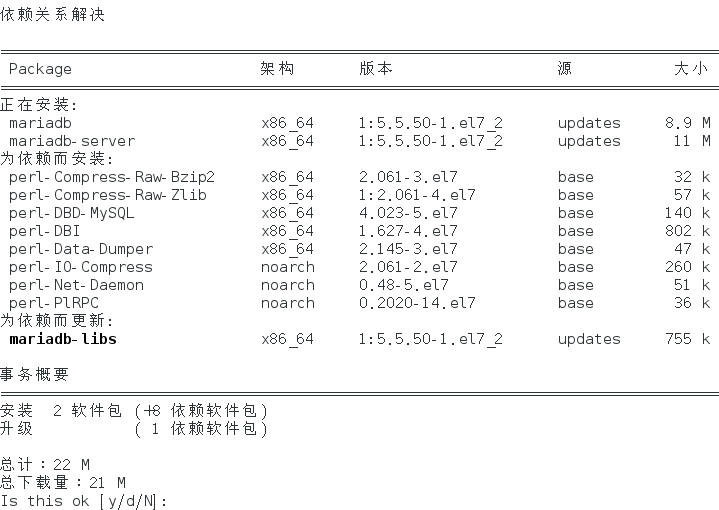 依赖关系解决
Package 架构 版本 源 大小
正在安装:
mariadb x86_64 1:5.5.50-1.el7_2 updates 8.9 M
mariadb-server x86_64 1:5.5.50-1.el7_2 updates 11 M
为依赖而安装:
perl-Compress-Raw-Bzip2 x86_64 2.061-3.el7 base 32 k
perl-Compress-Raw-Zlib x86_64 1:2.061-4.el7 base 57 k
perl-DBD-MySQL x86_64 4.023-5.el7 base 140 k
perl-DBI x86_64 1.627-4.el7 base 802 k
perl-Data-Dumper x86_64 2.145-3.el7 base 47 k
perl-IO-Compress noarch 2.061-2.el7 base 260 k
perl-Net-Daemon noarch 0.48-5.el7 base 51 k
perl-PlRPC noarch 0.2020-14.el7 base 36 k
为依赖而更新:
mariadb-libs x86_64 1:5.5.50-1.el7_2 updates 755 k
事务概要
安装 2 软件包 (+8 依赖软件包)
升级 ( 1 依赖软件包)
总计：22 M
总下载量：21 M
Is this ok [y/d/N]: